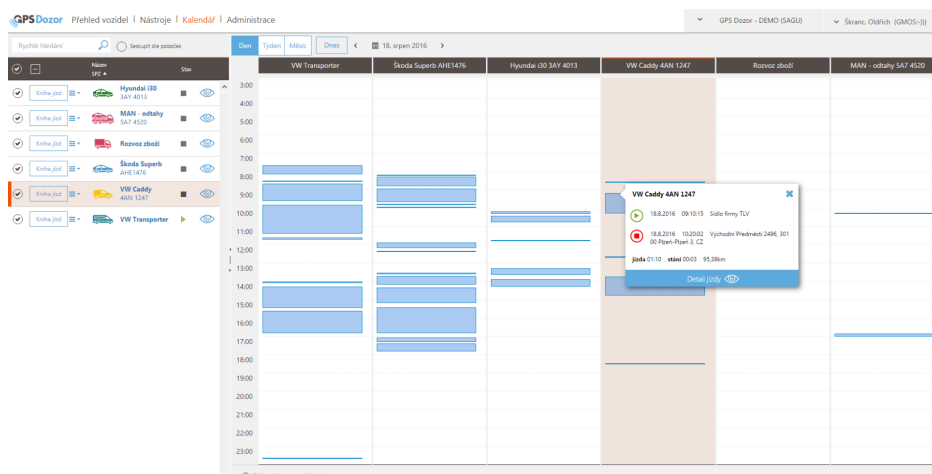 GPSDozor Přehled vozidel | Nástroje | Kalendář | Administrace
GPS Dozor - DEMO (SAGU)
Škranc, Oldřich (GMOS:-)))
Rychlé hledání
Seskupit dle poboček
Den Týden Měsíc Dnes < 18. srpen 2016 >
Název
SPZ ▲ Stav
VW Transporter Škoda Superb AHE1476 Hyundai i30 3AY 4013 VW Caddy 4AN 1247 Rozvoz zboží MAN - odtahy 5A7 4520
Kniha jízd Hyundai i30
3AY 4013
Kniha jízd MAN - odtahy
5A7 4520
Kniha jízd Rozvoz zboží
Kniha jízd Škoda Superb
AHE1476
Kniha jízd VW Caddy
4AN 1247
Kniha jízd VW Transporter
3:00
4:00
5:00
6:00
7:00
8:00
9:00
10:00
11:00
12:00
13:00
14:00
15:00
16:00
17:00
18:00
19:00
20:00
21:00
22:00
23:00
VW Caddy 4AN 1247
18.8.2016 09:10:15 Sídlo firmy TLV
18.8.2016 10:20:02 Východní Předměstí 2496, 301
00 Plzeň-Plzeň 3, CZ
jízda 01:10 stání 00:03 95,38km
Detail jízdy